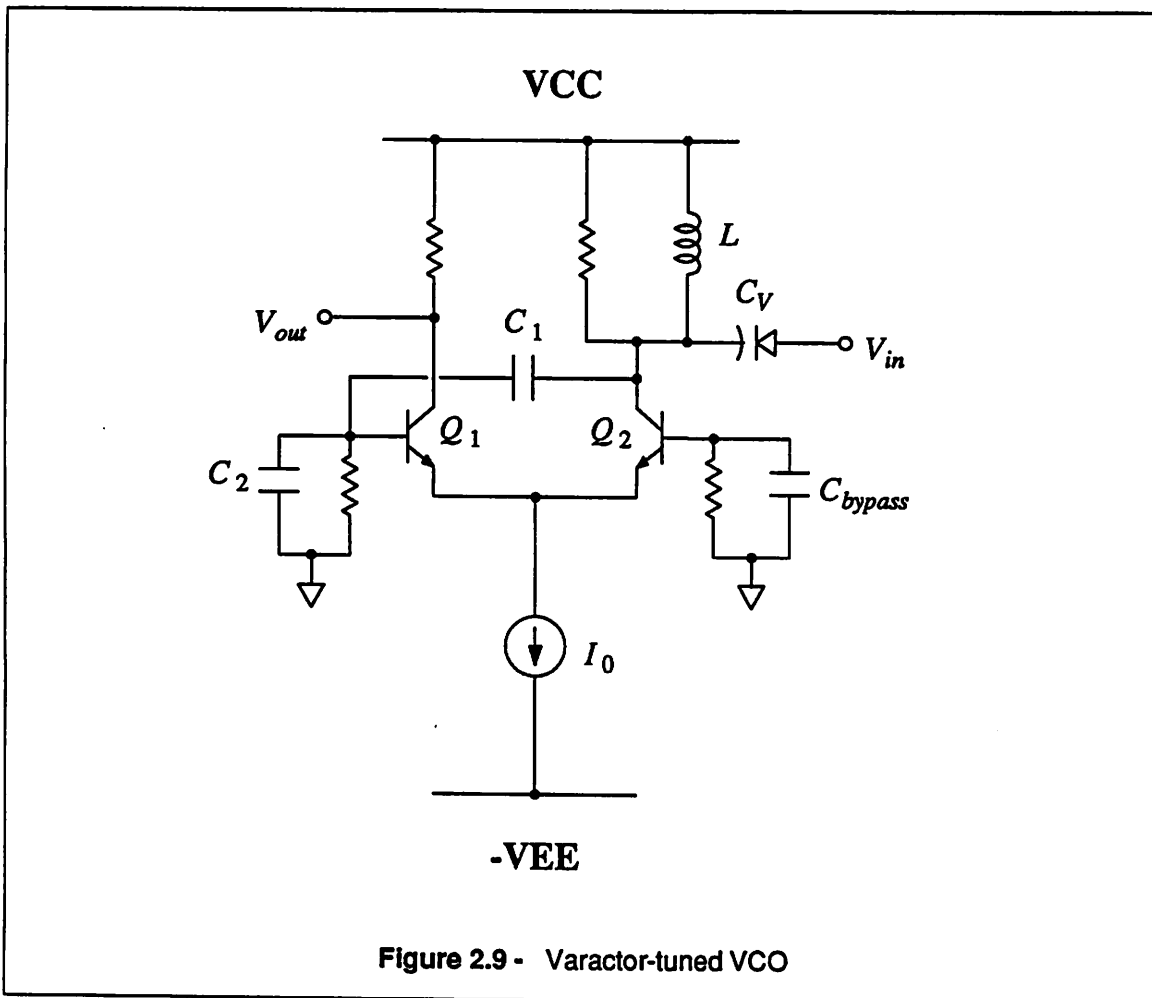 VCC
L
C_V
V_out
C_1
V_in
Q_1
Q_2
C_2
C_bypass
I_0
-VEE
Figure 2.9 - Varactor-tuned VCO